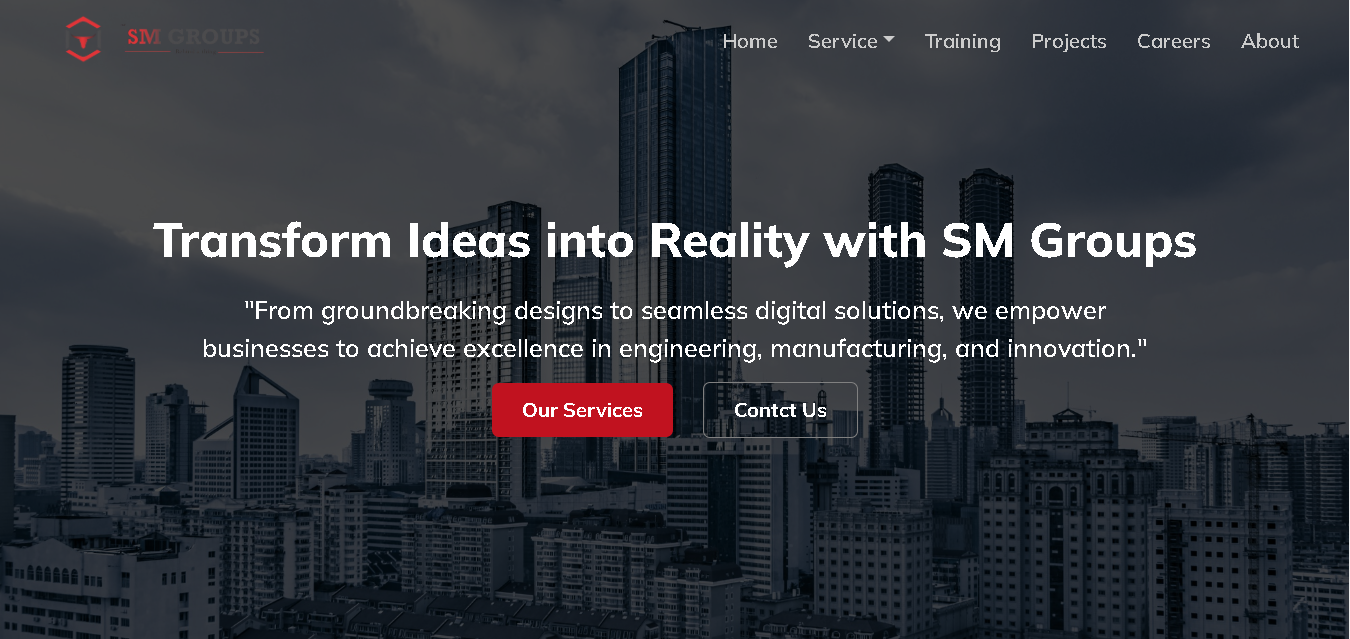 SM GROUPS
Home Service Training Projects Careers About
Transform Ideas into Reality with SM Groups
"From groundbreaking designs to seamless digital solutions, we empower
businesses to achieve excellence in engineering, manufacturing, and innovation."
Our Services Contct Us